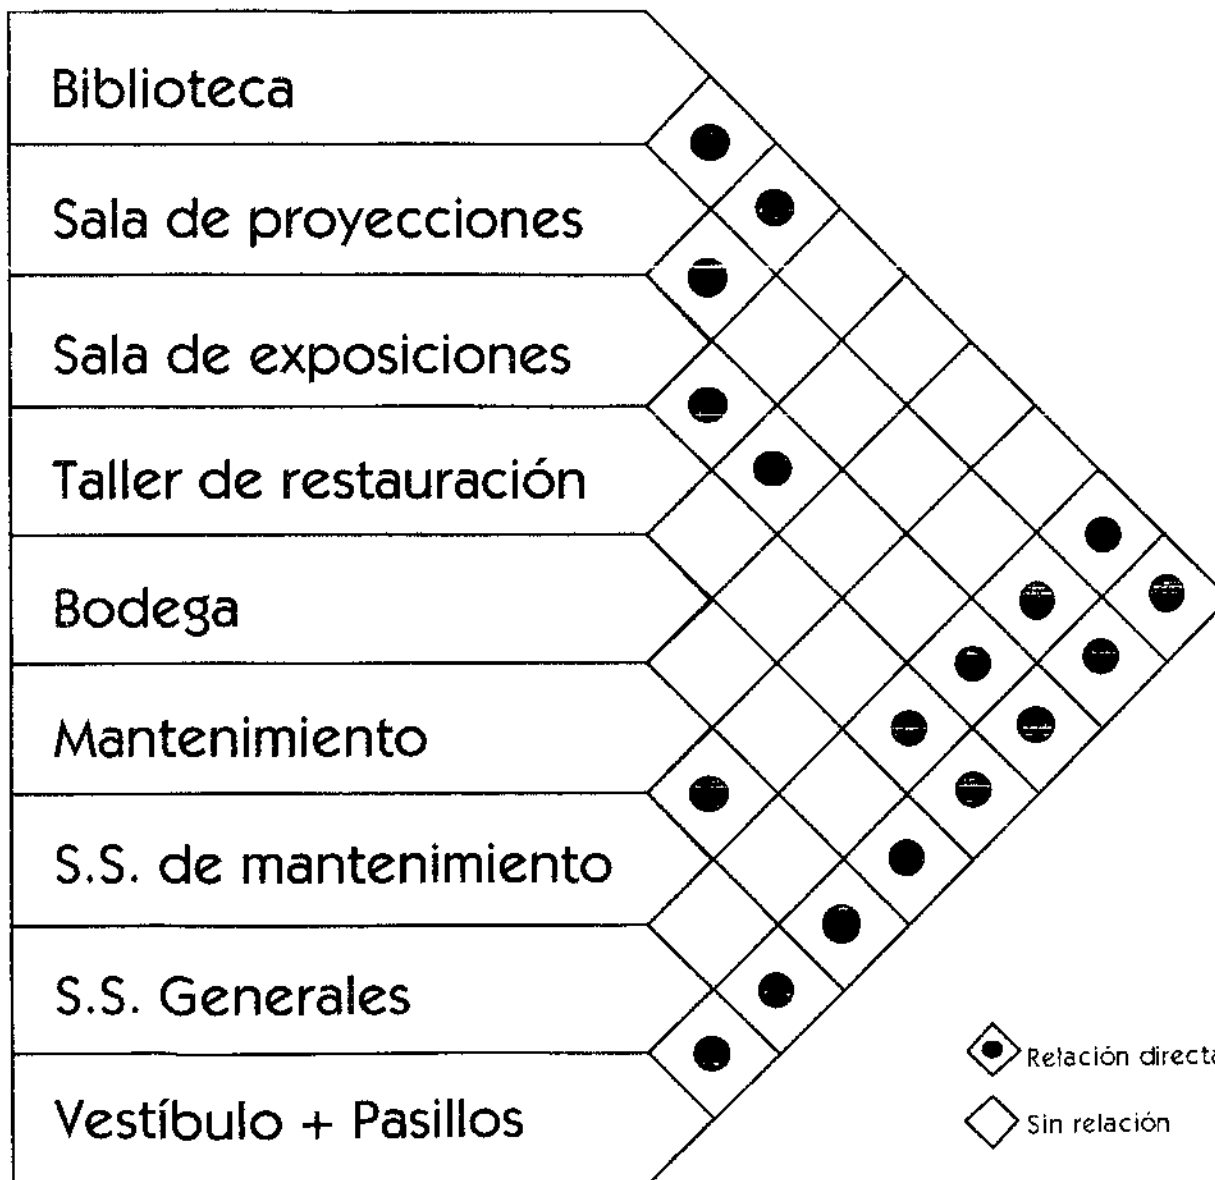 Biblioteca
Sala de proyecciones
Sala de exposiciones
Taller de restauración
Bodega
Mantenimiento
S.S. de mantenimiento
S.S. Generales
Vestíbulo + Pasillos
Relación directa
Sin relación